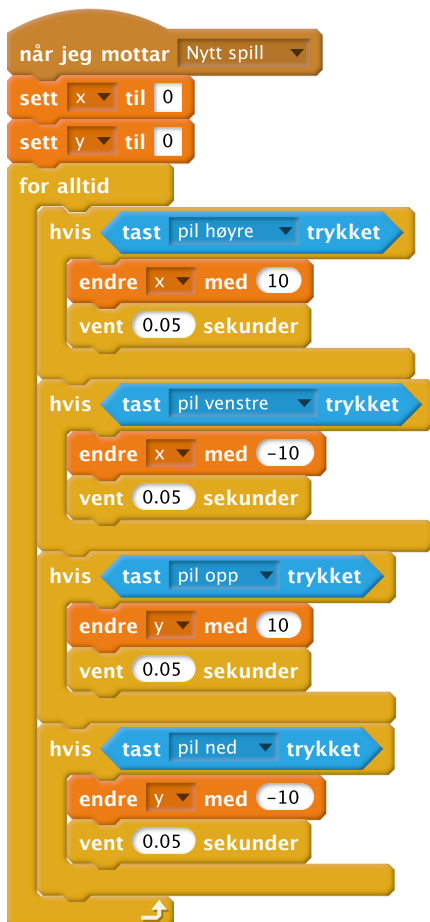 når jeg mottar Nytt spill
sett x til 0
sett y til 0
for alltid
hvis tast pil høyre trykket
endre x med 10
vent 0.05 sekunder
hvis tast pil venstre trykket
endre x med -10
vent 0.05 sekunder
hvis tast pil opp trykket
endre y med 10
vent 0.05 sekunder
hvis tast pil ned trykket
endre y med -10
vent 0.05 sekunder